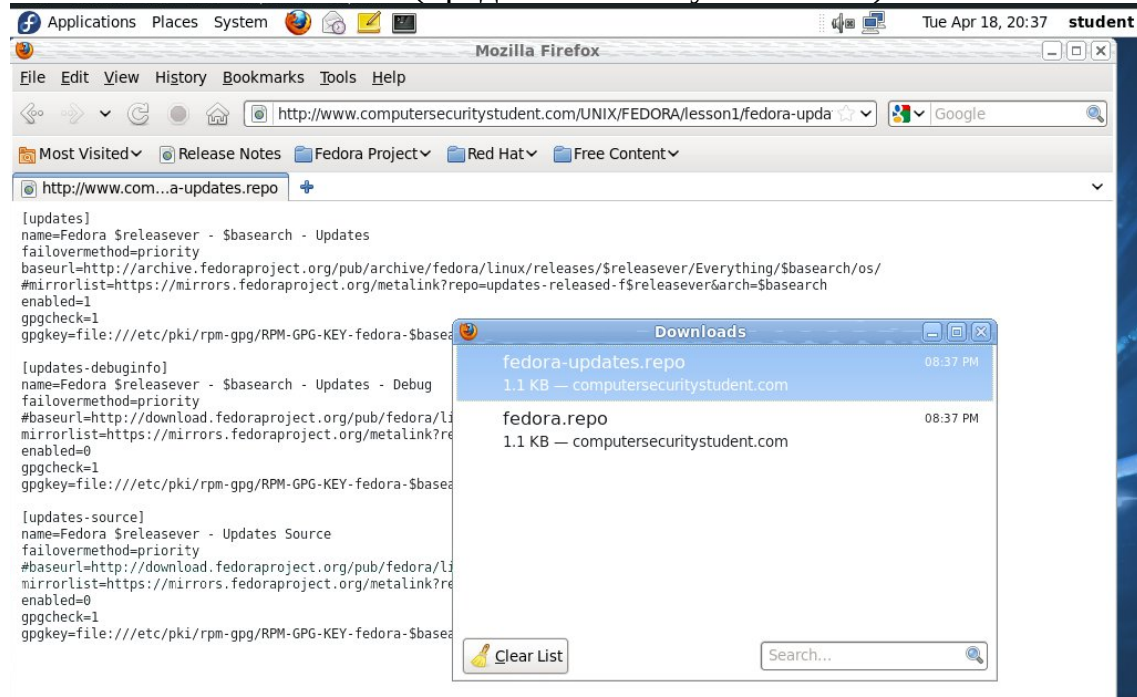 Applications Places System Tue Apr 18, 20:37 student
Mozilla Firefox
File Edit View History Bookmarks Tools Help
http://www.computersecuritystudent.com/UNIX/FEDORA/lesson1/fedora-upda Google
Most Visited Release Notes Fedora Project Red Hat Free Content
http://www.com...a-updates.repo
[updates]
name=Fedora $releasever - $basearch - Updates
failovermethod=priority
baseurl=http://archive.fedoraproject.org/pub/archive/fedora/linux/releases/$releasever/Everything/$basearch/os/
#mirrorlist=https://mirrors.fedoraproject.org/metalink?repo=updates-released-f$releasever&arch=$basearch
enabled=1
gpgcheck=1
gpgkey=file:///etc/pki/rpm-gpg/RPM-GPG-KEY-fedora-$basea
[updates-debuginfo]
name=Fedora $releasever - $basearch - Updates - Debug
failovermethod=priority
#baseurl=http://download.fedoraproject.org/pub/fedora/li
mirrorlist=https://mirrors.fedoraproject.org/metalink?re
enabled=0
gpgcheck=1
gpgkey=file:///etc/pki/rpm-gpg/RPM-GPG-KEY-fedora-$basea
[updates-source]
name=Fedora $releasever - Updates Source
failovermethod=priority
#baseurl=http://download.fedoraproject.org/pub/fedora/li
mirrorlist=https://mirrors.fedoraproject.org/metalink?re
enabled=0
gpgcheck=1
gpgkey=file:///etc/pki/rpm-gpg/RPM-GPG-KEY-fedora-$basea
Downloads
fedora-updates.repo 08:37 PM
1.1 KB — computersecuritystudent.com
fedora.repo 08:37 PM
1.1 KB — computersecuritystudent.com
Clear List Search...